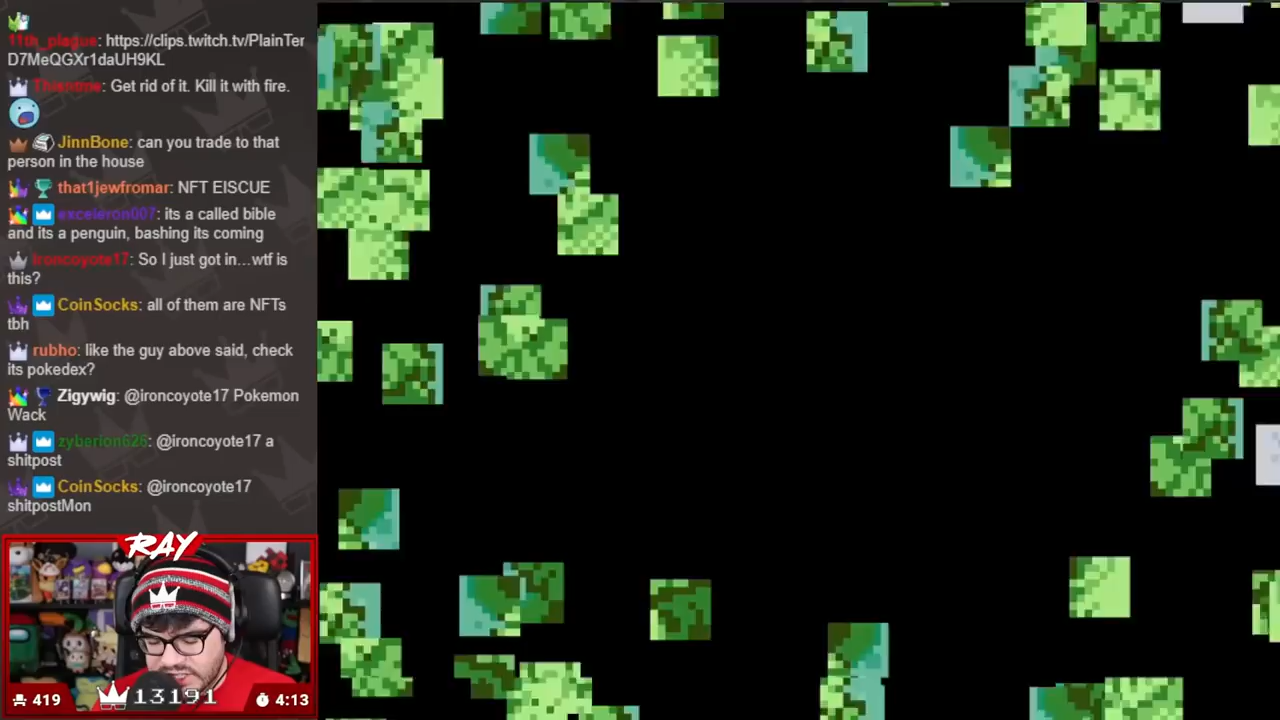 11th_plague: https://clips.twitch.tv/PlainTer
D7MeQGXr1daUH9KL
Thiantme: Get rid of it. Kill it with fire.
JinnBone: can you trade to that
person in the house
that1jewfromar: NFT EISCUE
exceleron007: its a called bible
and its a penguin, bashing its coming
ironcoyote17: So I just got in...wtf is
this?
CoinSocks: all of them are NFTs
tbh
rubho: like the guy above said, check
its pokedex?
Zigywig: @ironcoyote17 Pokemon
Wack
zyberion626: @ironcoyote17 a
shitpost
CoinSocks: @ironcoyote17
shitpostMon
RAY
419
13191
4:13